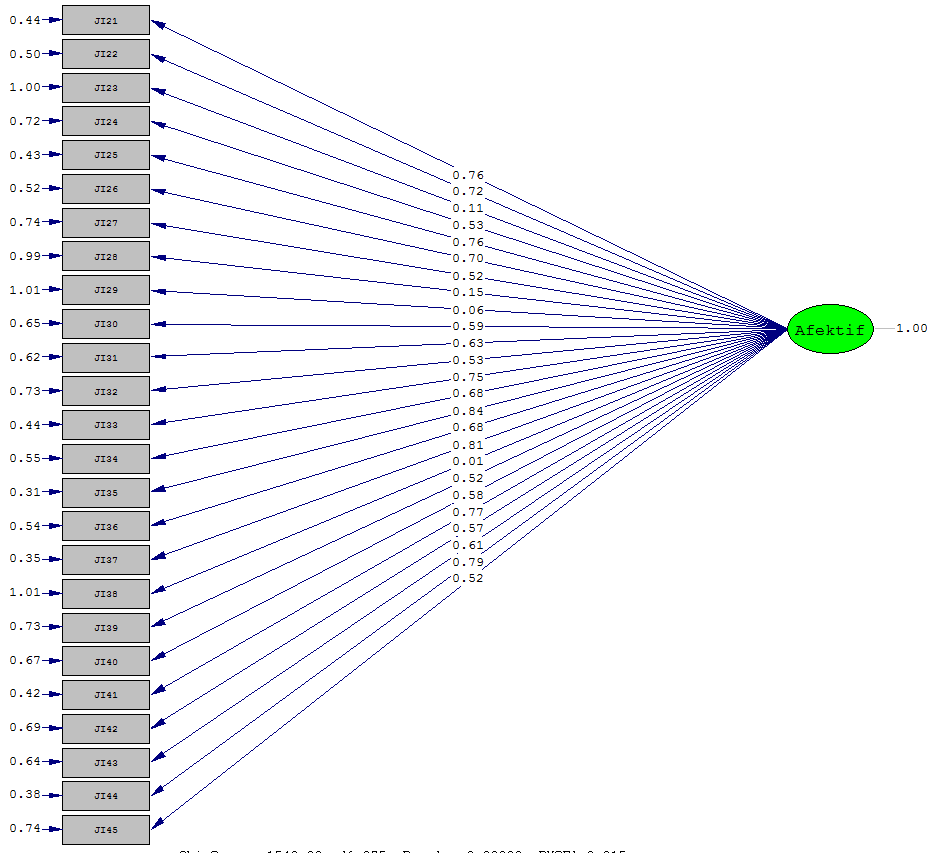 0.44 JI21
0.50 JI22
1.00 JI23
0.72 JI24
0.43 JI25
0.52 JI26
0.74 JI27
0.99 JI28
1.01 JI29
0.65 JI30
0.62 JI31
0.73 JI32
0.44 JI33
0.55 JI34
0.31 JI35
0.54 JI36
0.35 JI37
1.01 JI38
0.73 JI39
0.67 JI40
0.42 JI41
0.69 JI42
0.64 JI43
0.38 JI44
0.74 JI45
0.76
0.72
0.11
0.53
0.76
0.70
0.52
0.15
0.06
0.59
0.63
0.53
0.75
0.68
0.84
0.68
0.81
0.01
0.52
0.58
0.77
0.57
0.61
0.79
0.52
Afektif 1.00